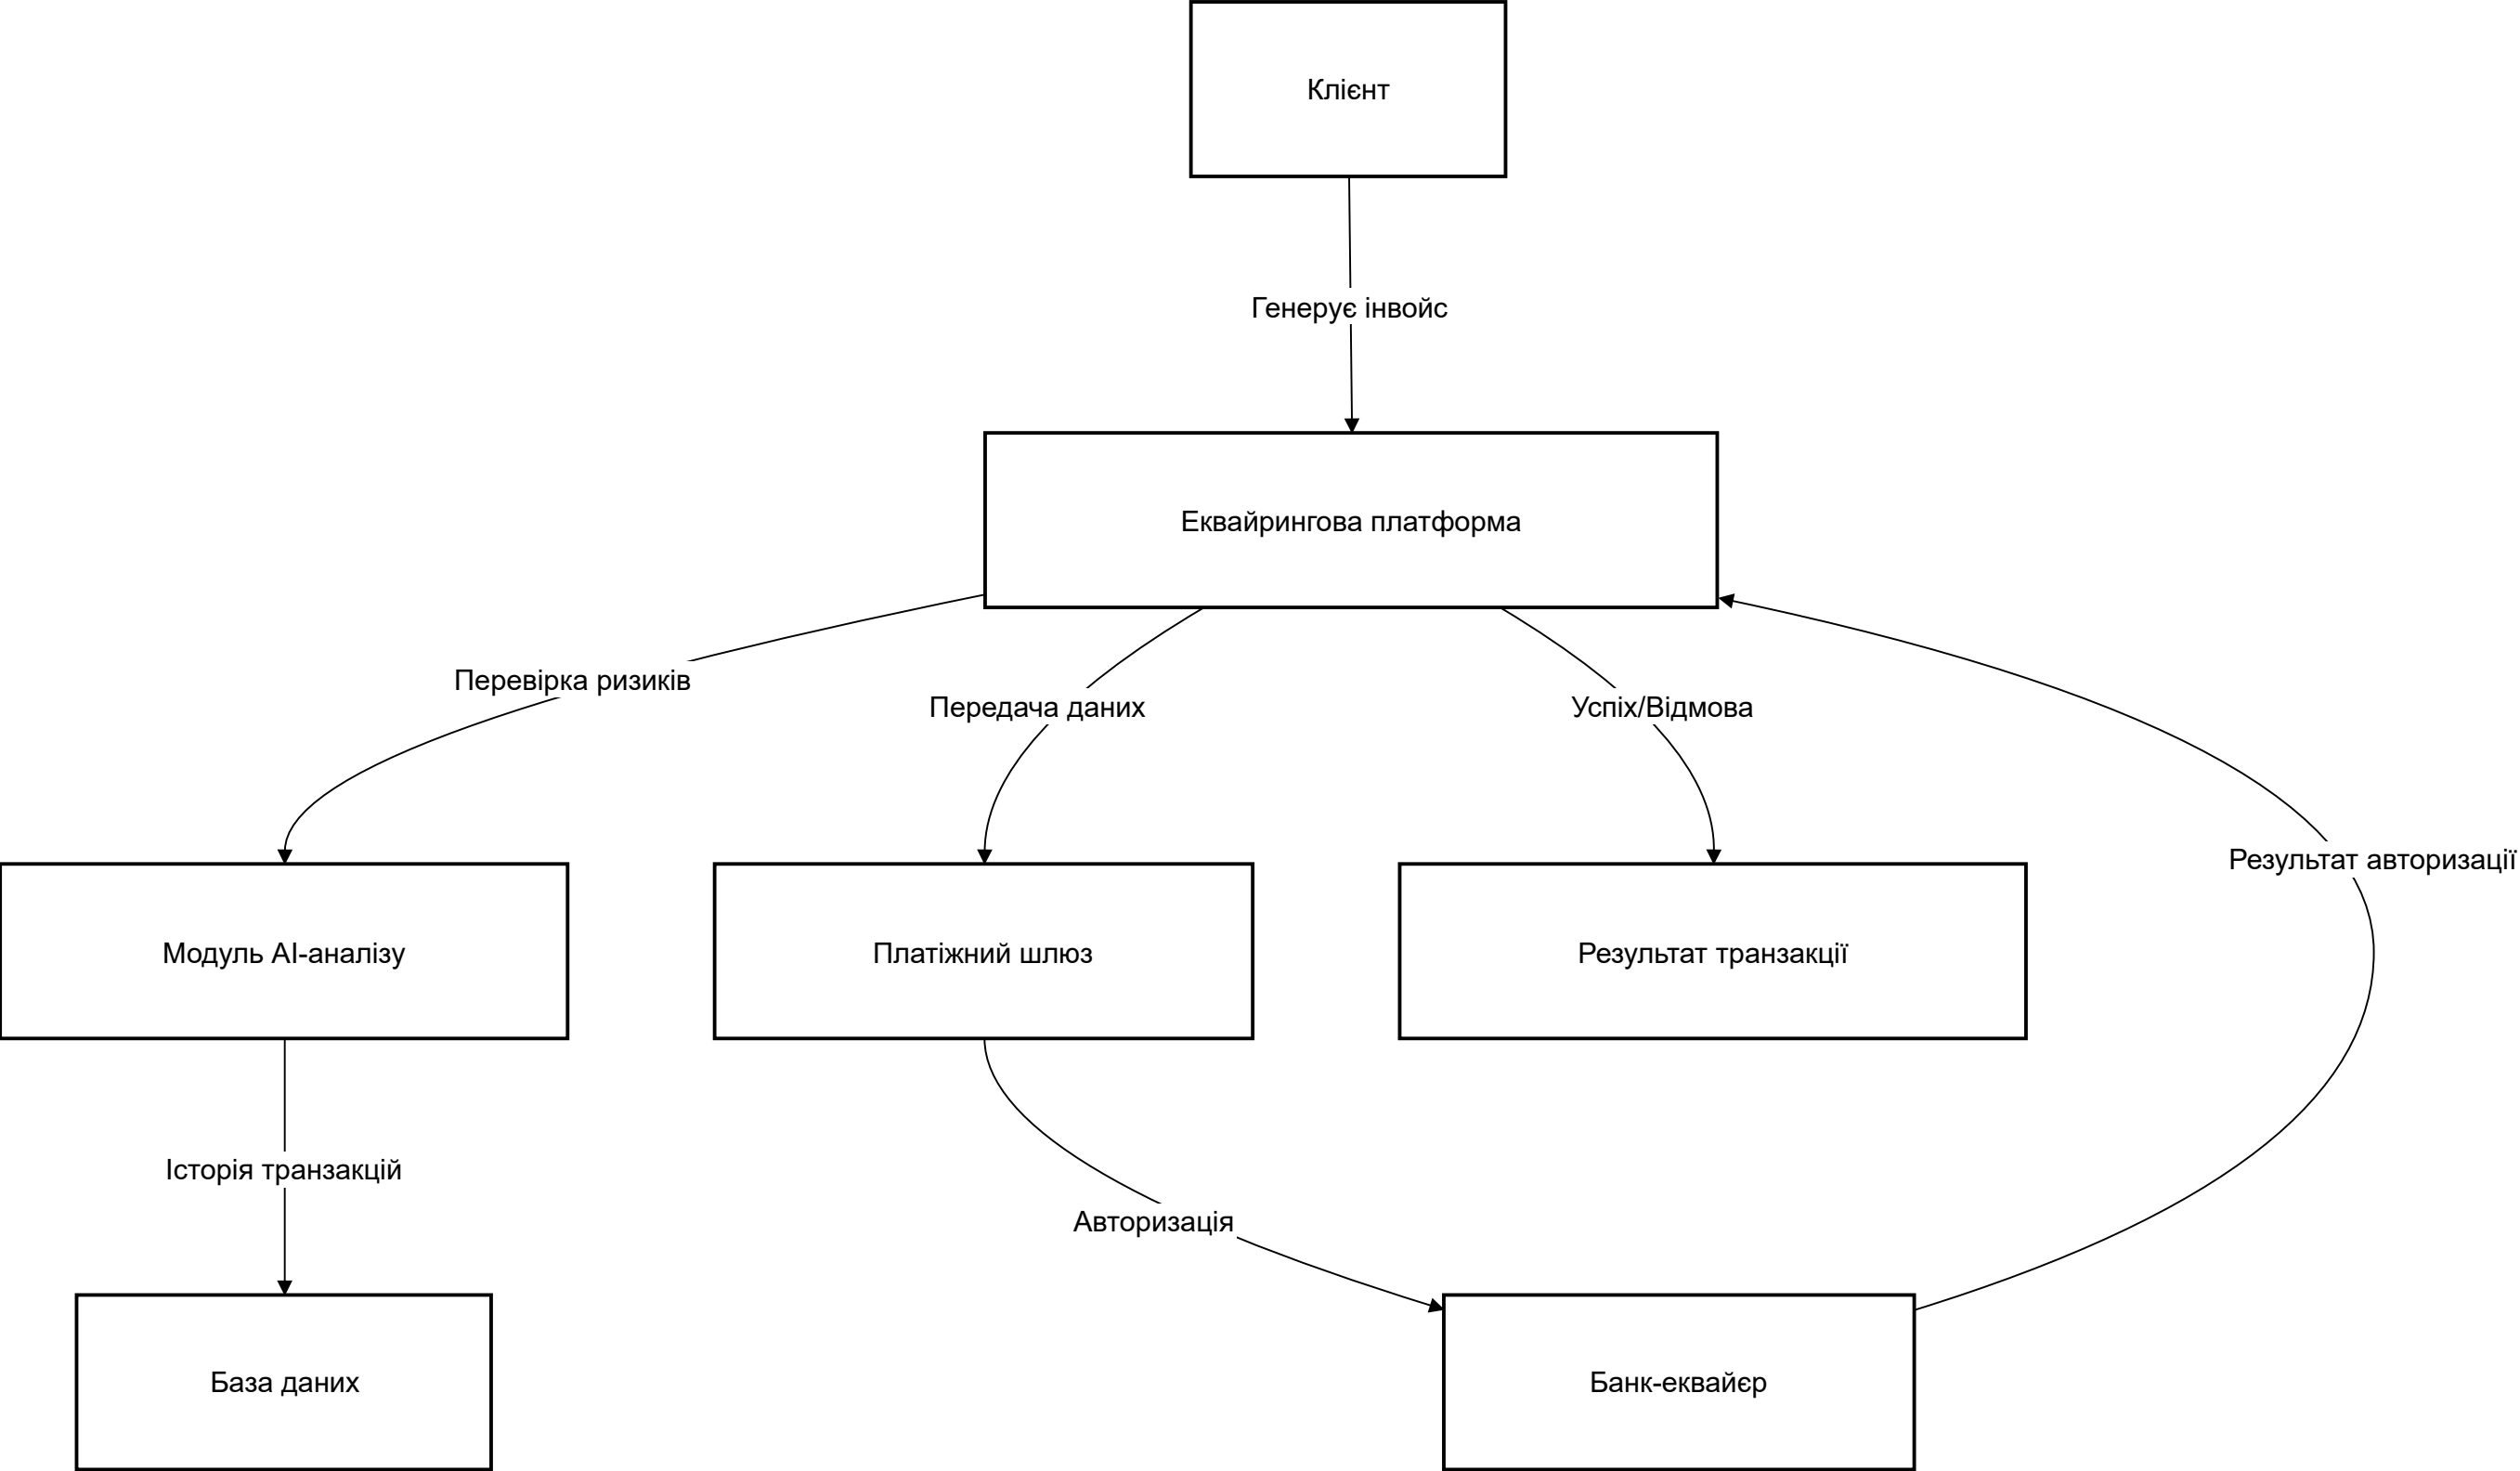 Клієнт
Генерує інвойс
Еквайрингова платформа
Перевірка ризиків
Передача даних
Успіх/Відмова
Результат авторизації
Модуль AI-аналізу
Платіжний шлюз
Результат транзакції
Історія транзакцій
Авторизація
База даних
Банк-еквайєр